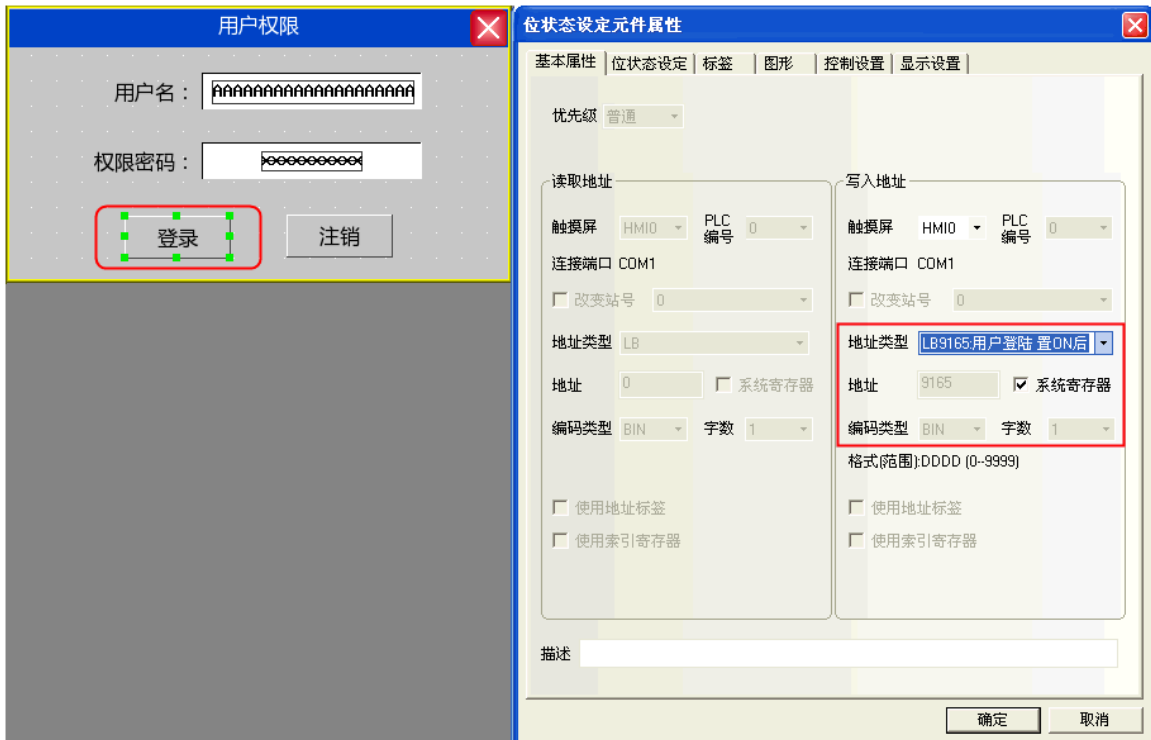 用户权限
用户名：
AAAAAAAAAAAAAAAAAAAA
权限密码：
登录
注销
位状态设定元件属性
基本属性 位状态设定 标签 图形 控制设置 显示设置
优先级 普通
读取地址
触摸屏 HMI0 PLC编号 0
连接端口 COM1
改变站号 0
地址类型 LB
地址 0 系统寄存器
编码类型 BIN 字数 1
使用地址标签
使用索引寄存器
写入地址
触摸屏 HMI0 PLC编号 0
连接端口 COM1
改变站号 0
地址类型 LB9165:用户登陆 置ON后
地址 9165 系统寄存器
编码类型 BIN 字数 1
格式(范围):DDDD (0--9999)
使用地址标签
使用索引寄存器
描述
确定 取消